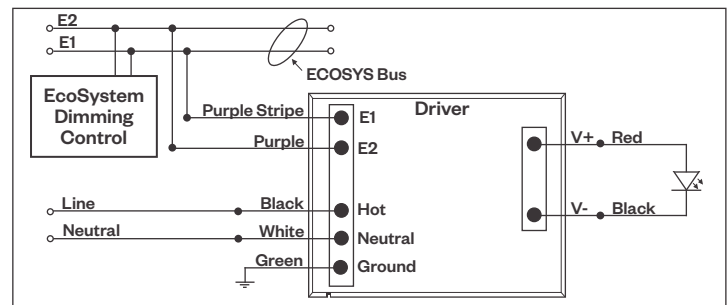 E2
E1
ECOSYS Bus
EcoSystem
Dimming
Control
Driver
Purple Stripe
E1
Purple
E2
V+
Red
Line
Black
Hot
V-
Black
Neutral
White
Neutral
Green
Ground